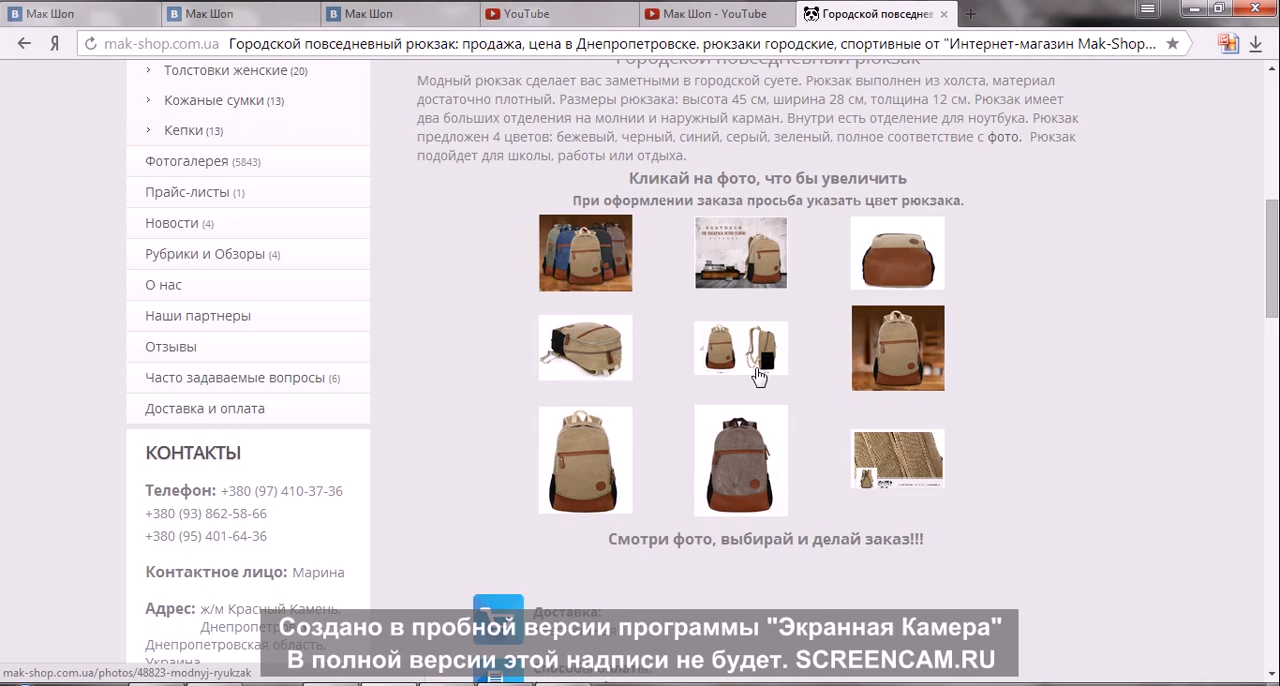 Мак Шоп
Мак Шоп
Мак Шоп
YouTube
Мак Шоп - YouTube
Городской повседнев
mak-shop.com.ua Городской повседневный рюкзак: продажа, цена в Днепропетровске. рюкзаки городские, спортивные от "Интернет-магазин Mak-Shop...
Толстовки женские (20)
Кожаные сумки (13)
Кепки (13)
Фотогалерея (5843)
Прайс-листы (1)
Новости (4)
Рубрики и Обзоры (4)
О нас
Наши партнеры
Отзывы
Часто задаваемые вопросы (6)
Доставка и оплата
КОНТАКТЫ
Телефон: +380 (97) 410-37-36
+380 (93) 862-58-66
+380 (95) 401-64-36
Контактное лицо: Марина
Адрес: ж/м Красный Камень,
Днепропетровск,
Днепропетровская область,
Украина
Городской повседневный рюкзак
Модный рюкзак сделает вас заметными в городской суете. Рюкзак выполнен из холста, материал
достаточно плотный. Размеры рюкзака: высота 45 см, ширина 28 см, толщина 12 см. Рюкзак имеет
два больших отделения на молнии и наружный карман. Внутри есть отделение для ноутбука. Рюкзак
предложен 4 цветов: бежевый, черный, синий, серый, зеленый, полное соответствие с фото. Рюкзак
подойдет для школы, работы или отдыха.
Кликай на фото, что бы увеличить
При оформлении заказа просьба указать цвет рюкзака.
Смотри фото, выбирай и делай заказ!!!
Доставка:
Способы оплаты:
Создано в пробной версии программы "Экранная Камера"
В полной версии этой надписи не будет. SCREENCAM.RU
mak-shop.com.ua/photos/48823-modnyj-ryukzak